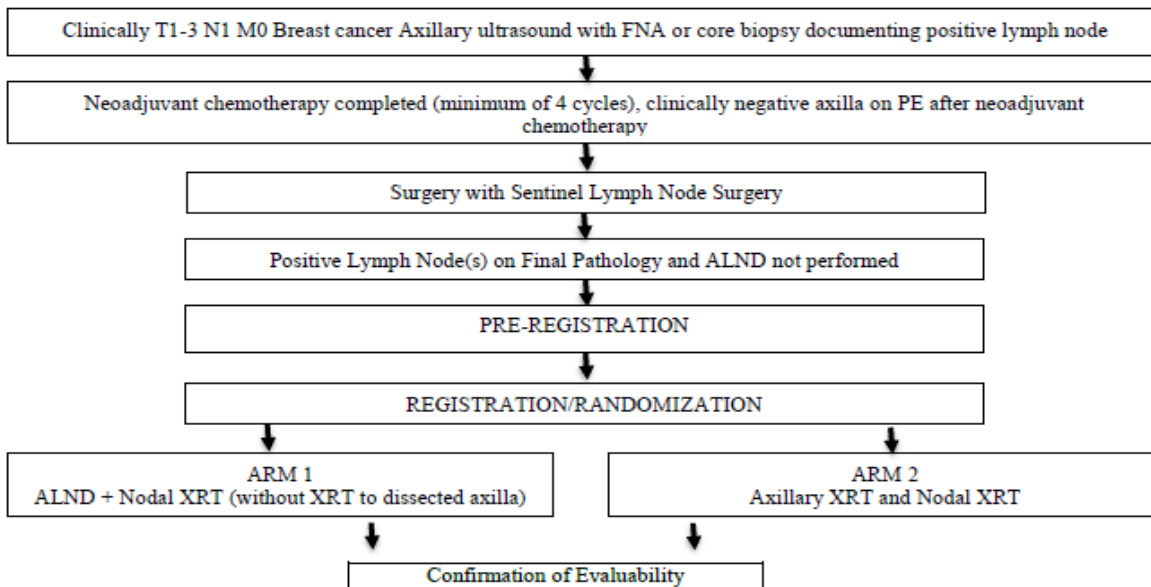 Clinically T1-3 N1 M0 Breast cancer Axillary ultrasound with FNA or core biopsy documenting positive lymph node
Neoadjuvant chemotherapy completed (minimum of 4 cycles), clinically negative axilla on PE after neoadjuvant
chemotherapy
Surgery with Sentinel Lymph Node Surgery
Positive Lymph Node(s) on Final Pathology and ALND not performed
PRE-REGISTRATION
REGISTRATION/RANDOMIZATION
ARM 1
ALND + Nodal XRT (without XRT to dissected axilla)
ARM 2
Axillary XRT and Nodal XRT
Confirmation of Evaluability